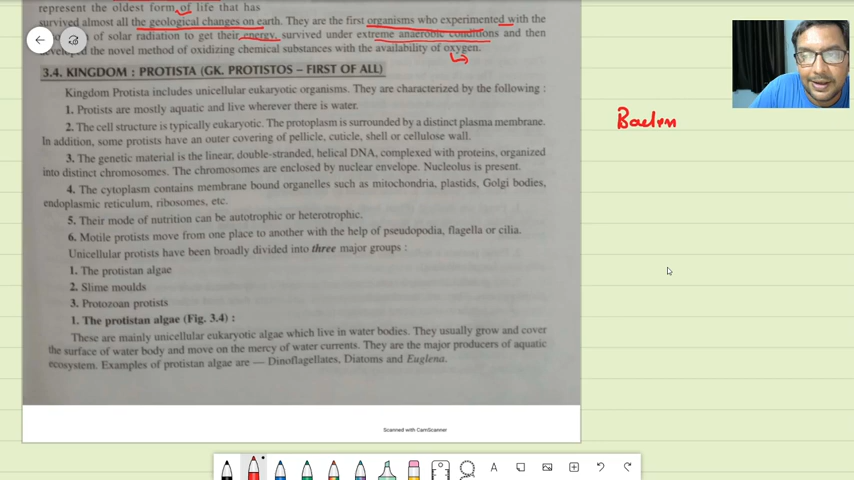 represent the oldest form of life that has
survived almost all the geological changes on earth. They are the first organisms who experimented with the
of solar radiation to get their energy, survived under extreme anaerobic conditions and then
the novel method of oxidizing chemical substances with the availability of oxygen.
3.4. KINGDOM : PROTISTA (GK. PROTISTOS – FIRST OF ALL)
Kingdom Protista includes unicellular eukaryotic organisms. They are characterized by the following :
1. Protists are mostly aquatic and live wherever there is water.
2. The cell structure is typically eukaryotic. The protoplasm is surrounded by a distinct plasma membrane.
In addition, some protists have an outer covering of pellicle, cuticle, shell or cellulose wall.
3. The genetic material is the linear, double-stranded, helical DNA, complexed with proteins, organized
into distinct chromosomes. The chromosomes are enclosed by nuclear envelope. Nucleolus is present.
4. The cytoplasm contains membrane bound organelles such as mitochondria, plastids, Golgi bodies,
endoplasmic reticulum, ribosomes, etc.
5. Their mode of nutrition can be autotrophic or heterotrophic.
6. Motile protists move from one place to another with the help of pseudopodia, flagella or cilia.
Unicellular protists have been broadly divided into three major groups :
1. The protistan algae
2. Slime moulds
3. Protozoan protists
1. The protistan algae (Fig. 3.4) :
These are mainly unicellular eukaryotic algae which live in water bodies. They usually grow and cover
the surface of water body and move on the mercy of water currents. They are the major producers of aquatic
ecosystem. Examples of protistan algae are — Dinoflagellates, Diatoms and Euglena.
Scanned with CamScanner
A